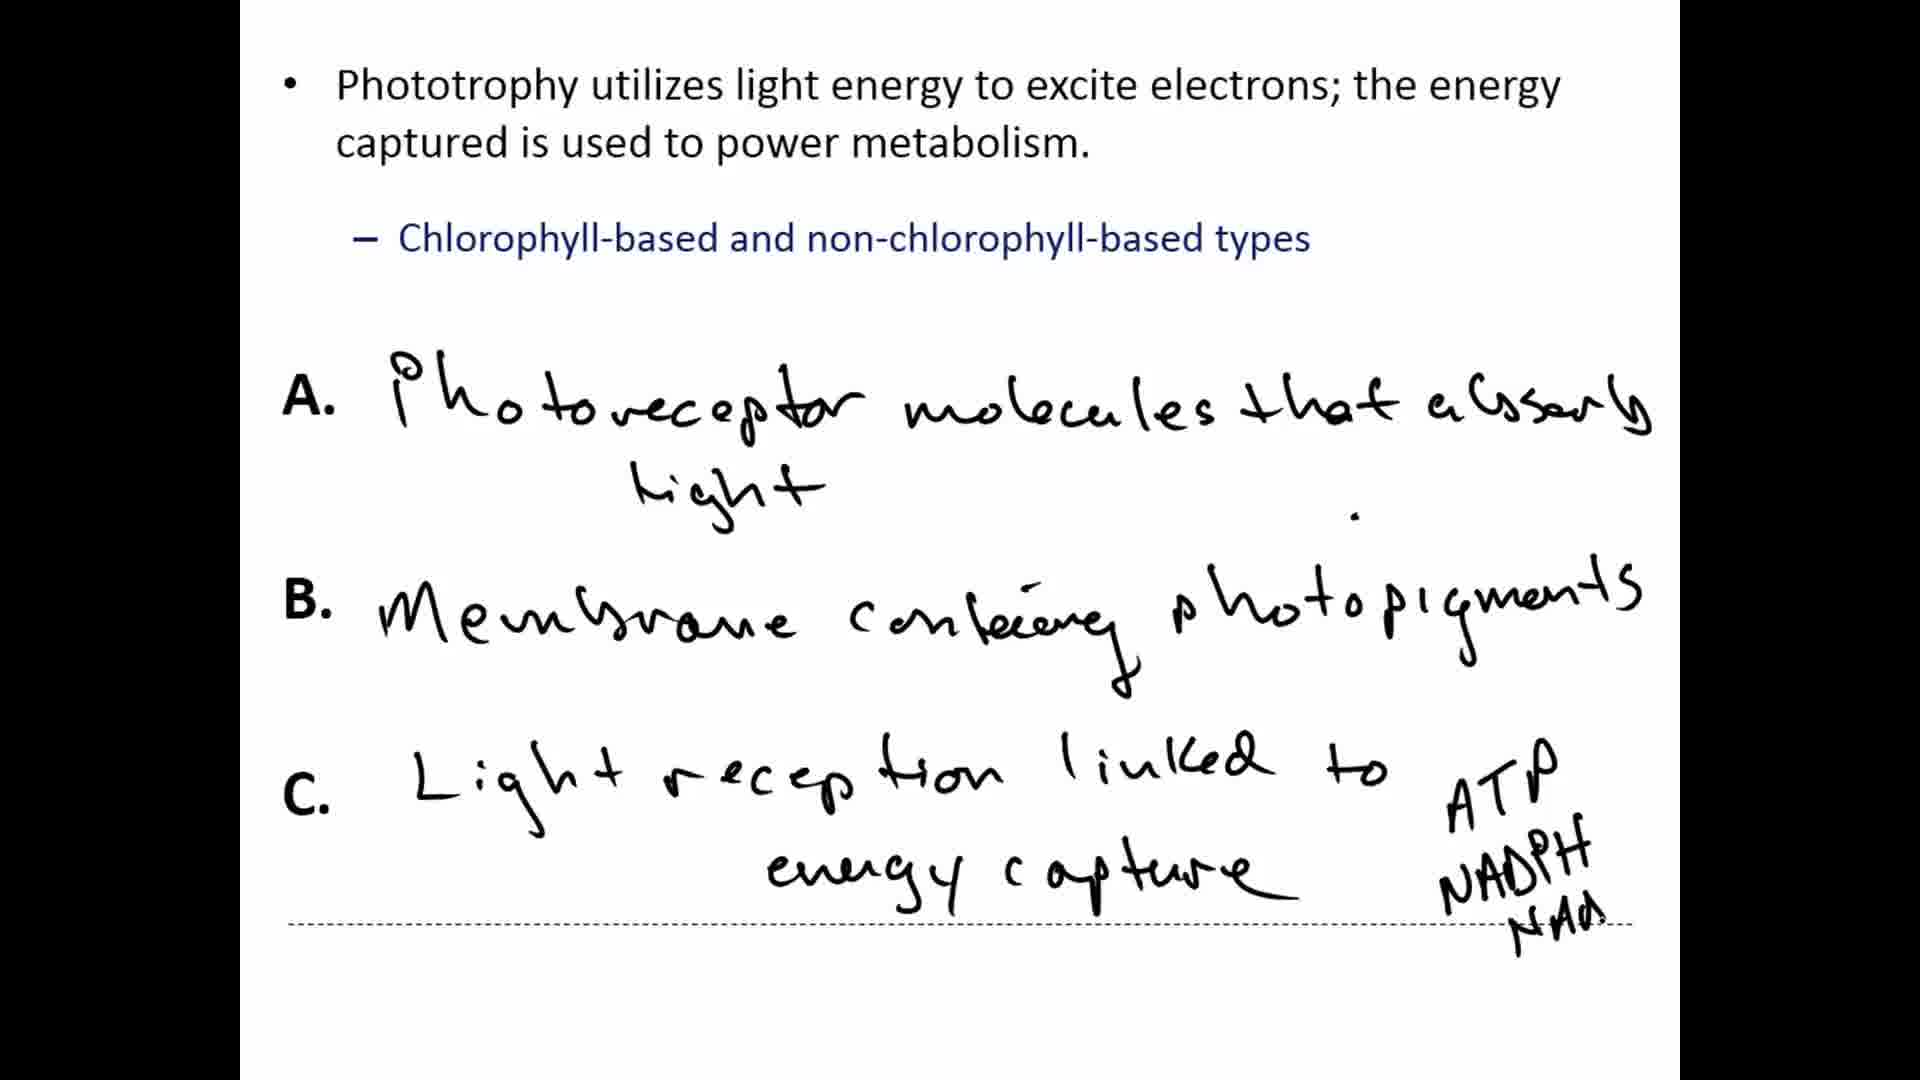 • Phototrophy utilizes light energy to excite electrons; the energy
captured is used to power metabolism.
– Chlorophyll-based and non-chlorophyll-based types
A. Photoreceptor molecules that absorb
light
B. Membrane containing photopigments
C. Light reception linked to
energy capture
ATP
NADPH
NAD